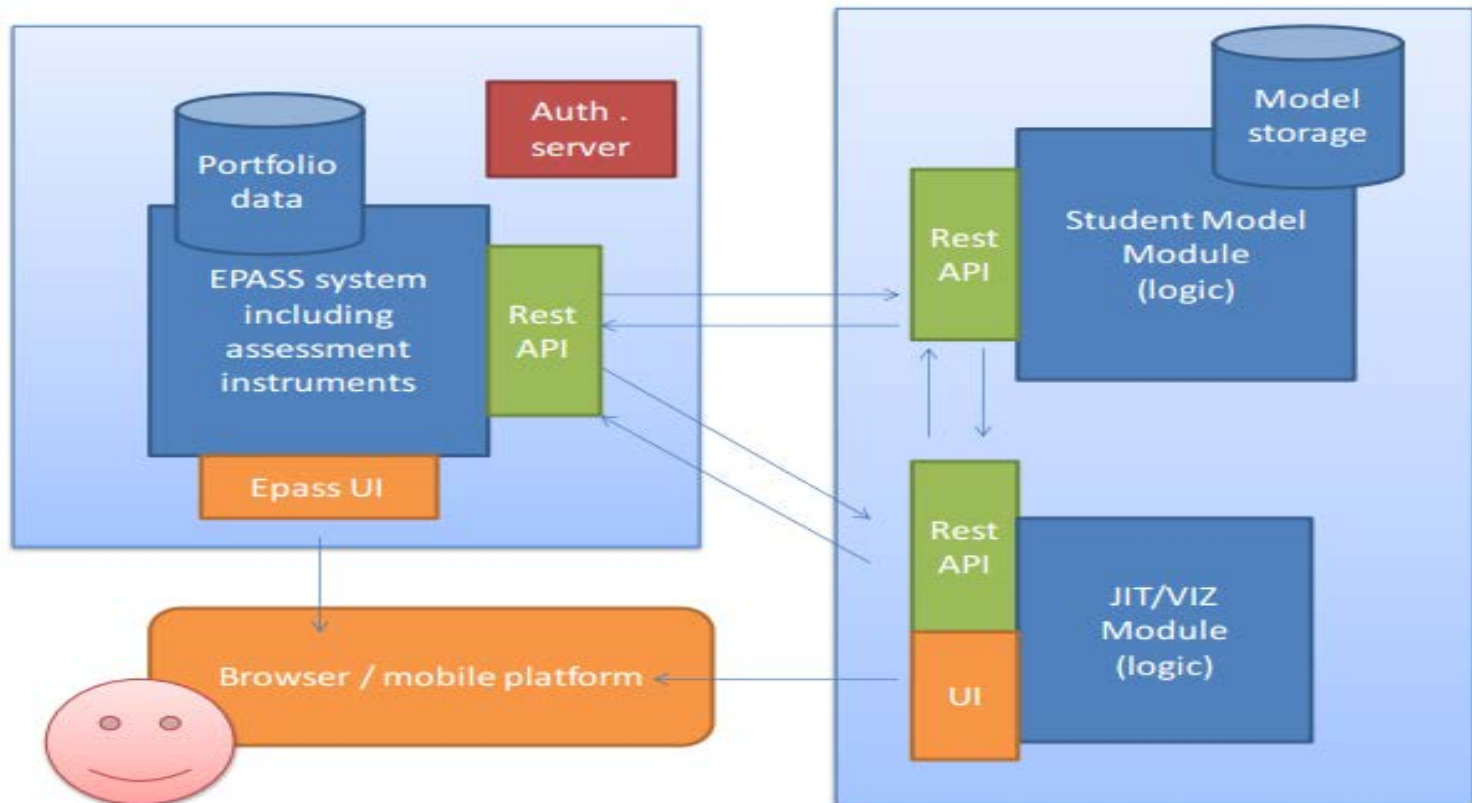 Auth .
server
Portfolio
data
EPASS system
including
assessment
instruments
Rest
API
Epass UI
Browser / mobile platform
Model
storage
Rest
API
Student Model
Module
(logic)
Rest
API
UI
JIT/VIZ
Module
(logic)